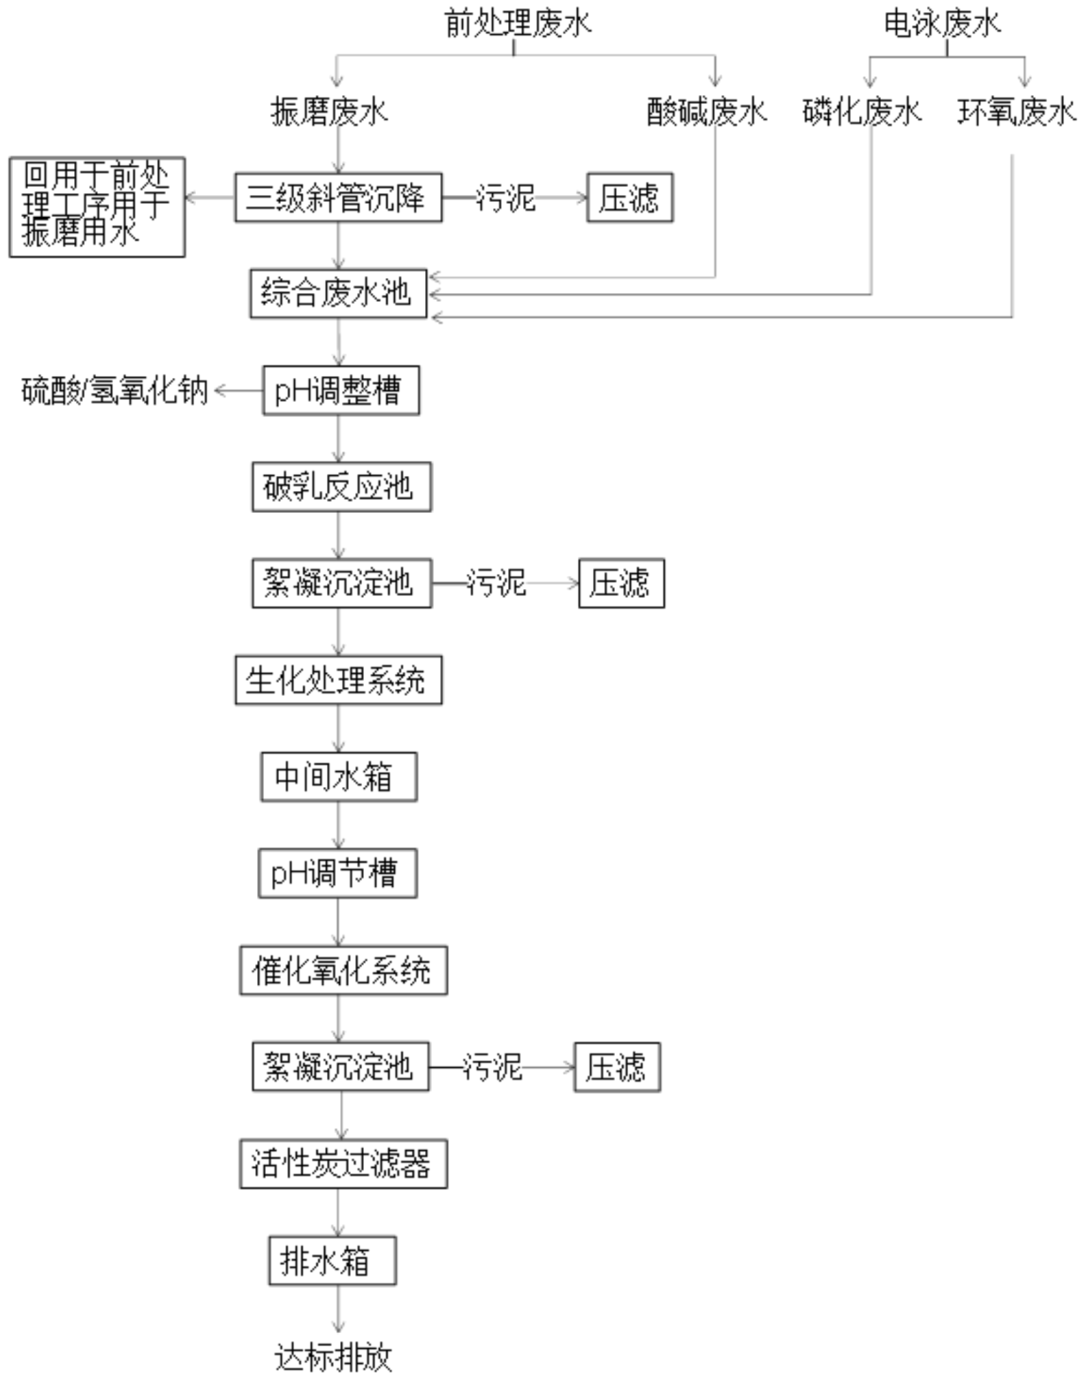 前处理废水
电泳废水
振磨废水
酸碱废水
磷化废水
环氧废水
回用于前处
理工序用于
振磨用水
三级斜管沉降
污泥
压滤
综合废水池
硫酸/氢氧化钠
pH调整槽
破乳反应池
絮凝沉淀池
污泥
压滤
生化处理系统
中间水箱
pH调节槽
催化氧化系统
絮凝沉淀池
污泥
压滤
活性炭过滤器
排水箱
达标排放